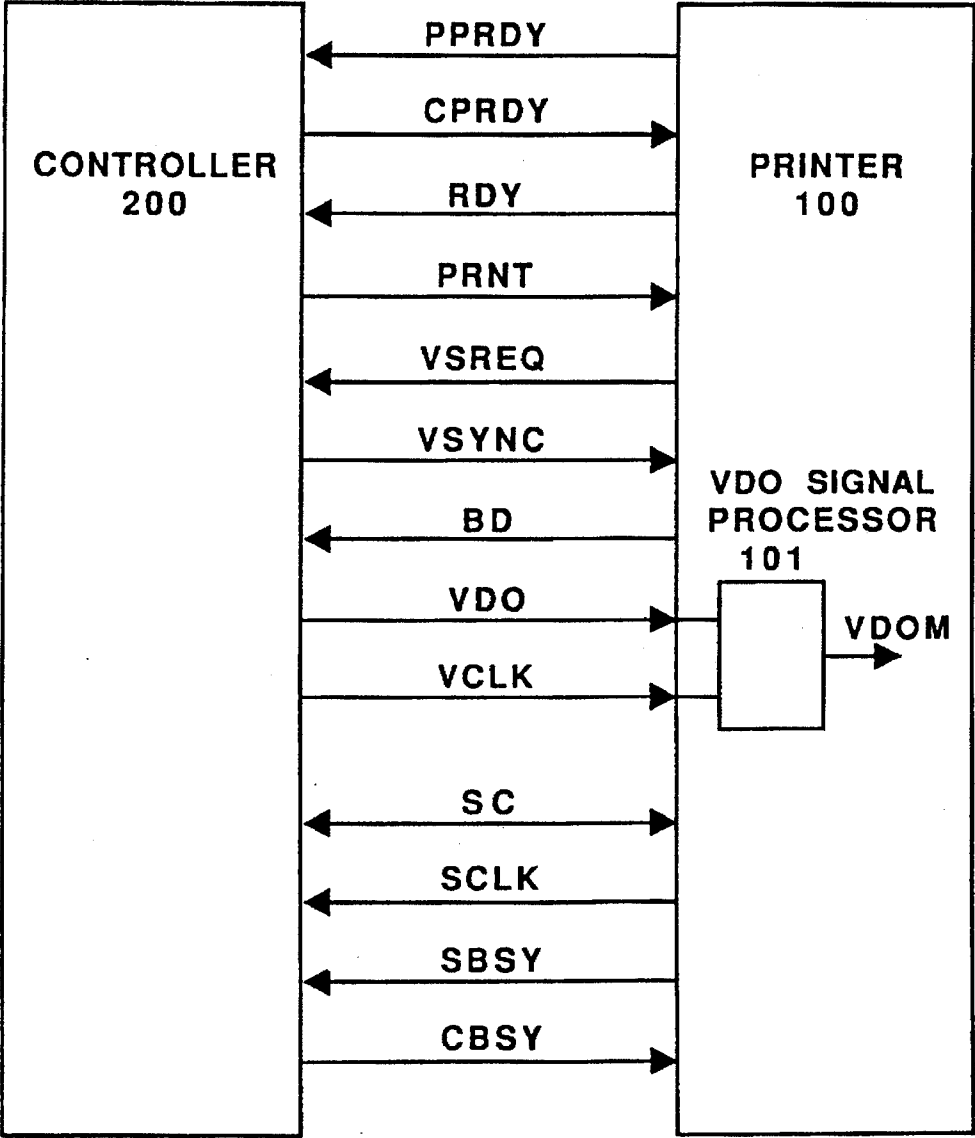 PPRDY
CPRDY
CONTROLLER
200
PRINTER
100
RDY
PRNT
VSREQ
VSYNC
BD
VDO SIGNAL
PROCESSOR
101
VDO
VDOM
VCLK
SC
SCLK
SBSY
CBSY